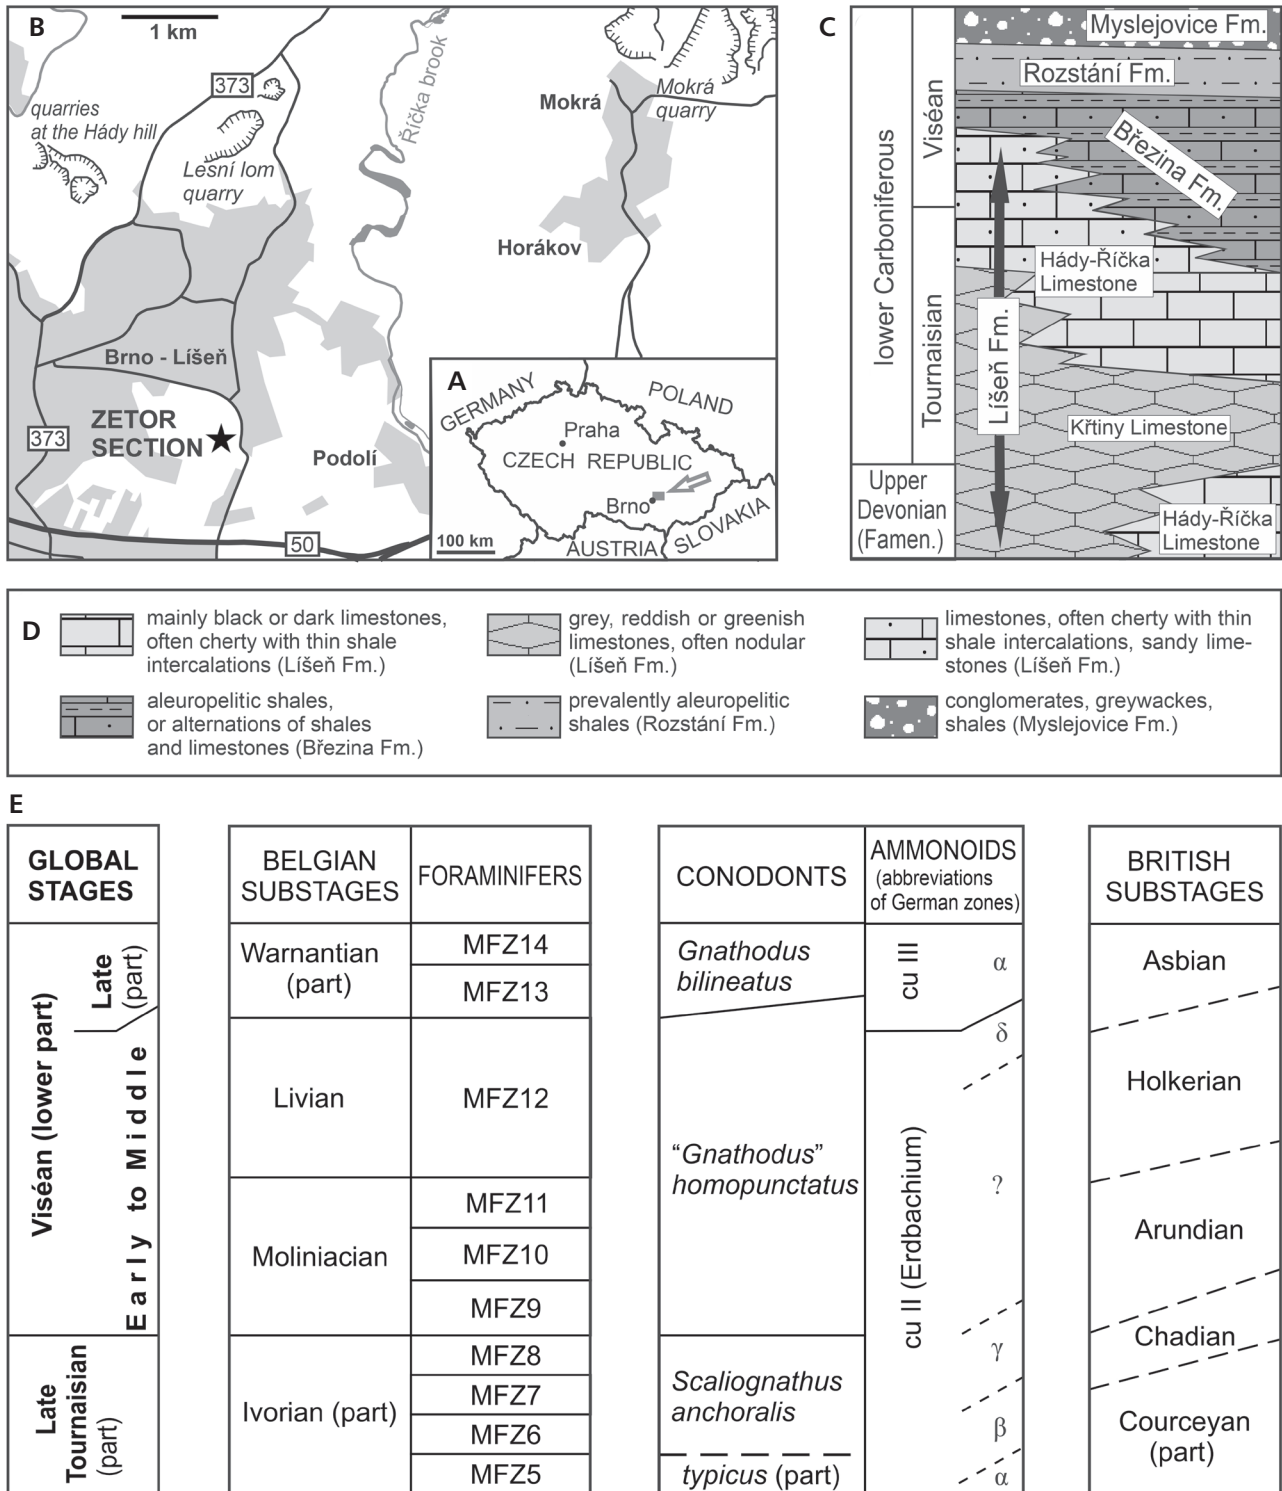 B
1 km
373
quarries
at the Hády hill
Lesní lom
quarry
Říčka brook
Mokrá
Mokrá
quarry
Horákov
Brno - Líšeň
ZETOR
SECTION
373
Podolí
50
A
GERMANY
POLAND
Praha
CZECH REPUBLIC
Brno
SLOVAKIA
AUSTRIA
100 km
C
lower Carboniferous
Viséan
Tournaisian
Upper
Devonian
(Famen.)
Myslejovice Fm.
Rozstání Fm.
Březina Fm.
Hády-Říčka
Limestone
Líšeň Fm.
Křtiny Limestone
Hády-Říčka
Limestone
D
mainly black or dark limestones,
often cherty with thin shale
intercalations (Líšeň Fm.)
grey, reddish or greenish
limestones, often nodular
(Líšeň Fm.)
limestones, often cherty with thin
shale intercalations, sandy lime-
stones (Líšeň Fm.)
aleuropelitic shales,
or alternations of shales
and limestones (Březina Fm.)
prevalently aleuropelitic
shales (Rozstání Fm.)
conglomerates, greywackes,
shales (Myslejovice Fm.)
E
GLOBAL
STAGES
Viséan (lower part)
Late
(part)
Early to Middle
Late
Tournaisian
(part)
BELGIAN
SUBSTAGES
Warnantian
(part)
Livian
Moliniacian
Ivorian (part)
FORAMINIFERS
MFZ14
MFZ13
MFZ12
MFZ11
MFZ10
MFZ9
MFZ8
MFZ7
MFZ6
MFZ5
CONODONTS
Gnathodus
bilineatus
“Gnathodus”
homopunctatus
Scaliognathus
anchoralis
typicus (part)
AMMONOIDS
(abbreviations
of German zones)
cu III
α
δ
?
cu II (Erdbachium)
γ
β
α
BRITISH
SUBSTAGES
Asbian
Holkerian
Arundian
Chadian
Courceyan
(part)